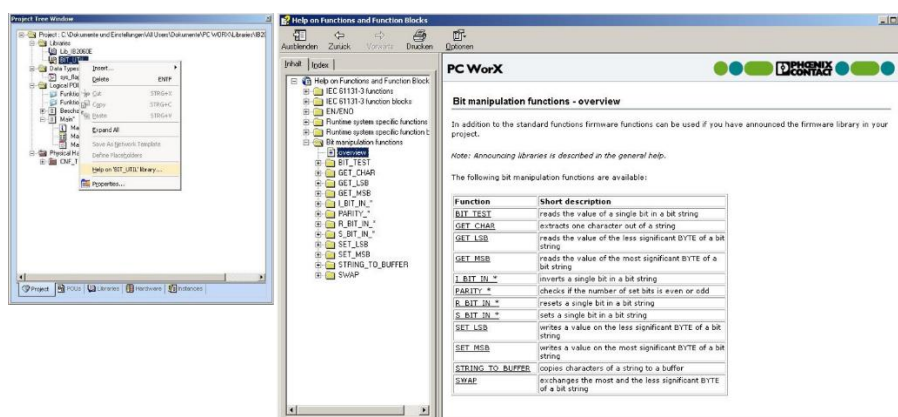 Project Tree Window
Project : C:\Dokumente und Einstellungen\All Users\Dokumente\PC WORX\Libraries\IB2
Libraries
Lib_IB2060E
BIT_UTIL
Data Types
sys_flag
Logical POU
Funktio
Funktio
Bescha
Main*
Ma
Ma
Ma
Physical Ha
CNF_T
Insert...
Delete ENTF
Cut STRG+X
Copy STRG+C
Paste STRG+V
Expand All
Save As Network Template
Define Placeholders
Help on 'BIT_UTIL' library...
Properties...
Project POUs Libraries Hardware Instances
Help on Functions and Function Blocks
Ausblenden Zurück Vorwärts Drucken Optionen
Inhalt Index
Help on Functions and Function Block
IEC 61131-3 functions
IEC 61131-3 function blocks
EN/ENO
Runtime system specific functions
Runtime system specific function b
Bit manipulation functions
overview
BIT_TEST
GET_CHAR
GET_LSB
GET_MSB
I_BIT_IN_*
PARITY_*
R_BIT_IN_*
S_BIT_IN_*
SET_LSB
SET_MSB
STRING_TO_BUFFER
SWAP
PC WorX
PHŒNIX
CONTACT
Bit manipulation functions - overview
In addition to the standard functions firmware functions can be used if you have announced the firmware library in your
project.
Note: Announcing libraries is described in the general help.
The following bit manipulation functions are available:
Function Short description
BIT_TEST reads the value of a single bit in a bit string
GET_CHAR extracts one character out of a string
GET_LSB reads the value of the less significant BYTE of a bit
string
GET_MSB reads the value of the most significant BYTE of a
bit string
I_BIT_IN_* inverts a single bit in a bit string
PARITY_* checks if the number of set bits is even or odd
R_BIT_IN_* resets a single bit in a bit string
S_BIT_IN_* sets a single bit in a bit string
SET_LSB writes a value on the less significant BYTE of a bit
string
SET_MSB writes a value on the most significant BYTE of a bit
string
STRING_TO_BUFFER copies characters of a string to a buffer
SWAP exchanges the most and the less significant BYTE
of a bit string